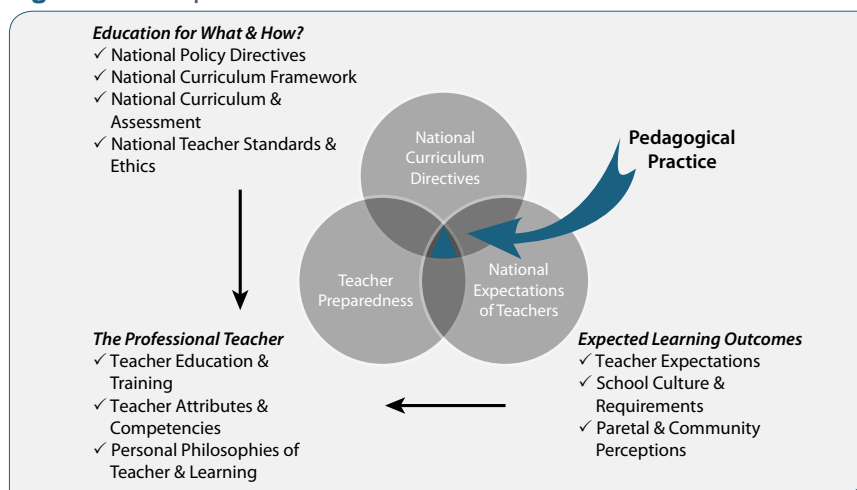 Education for What & How?
✓ National Policy Directives
✓ National Curriculum Framework
✓ National Curriculum &
Assessment
✓ National Teacher Standards &
Ethics
National
Curriculum
Directives
Pedagogical
Practice
Teacher
Preparedness
National
Expectations
of Teachers
The Professional Teacher
✓ Teacher Education &
Training
✓ Teacher Attributes &
Competencies
✓ Personal Philosophies of
Teacher & Learning
Expected Learning Outcomes
✓ Teacher Expectations
✓ School Culture &
Requirements
✓ Paretal & Community
Perceptions